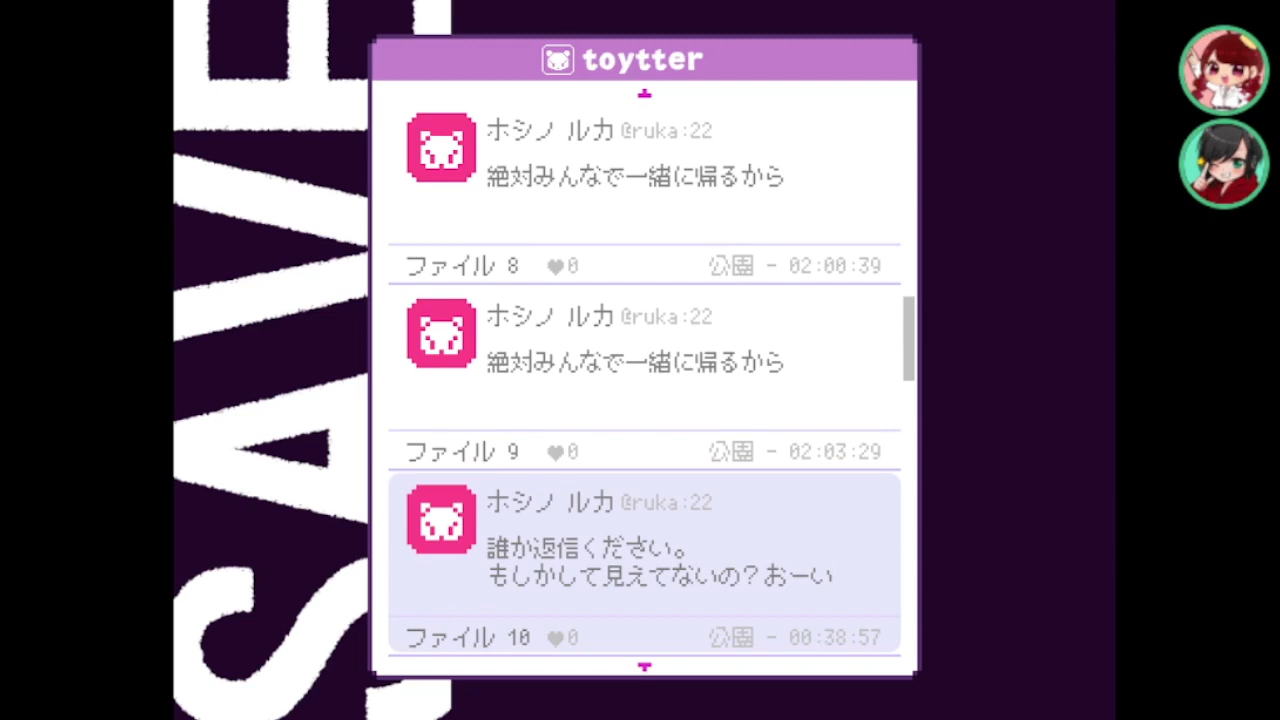 SAVE
toytter
ホシノ ルカ @ruka:22
絶対みんなで一緒に帰るから
ファイル 8 ♥0 公園 - 02:00:39
ホシノ ルカ @ruka:22
絶対みんなで一緒に帰るから
ファイル 9 ♥0 公園 - 02:03:29
ホシノ ルカ @ruka:22
誰か返信ください。
もしかして見えてないの?おーい
ファイル 10 ♥0 公園 - 00:38:57